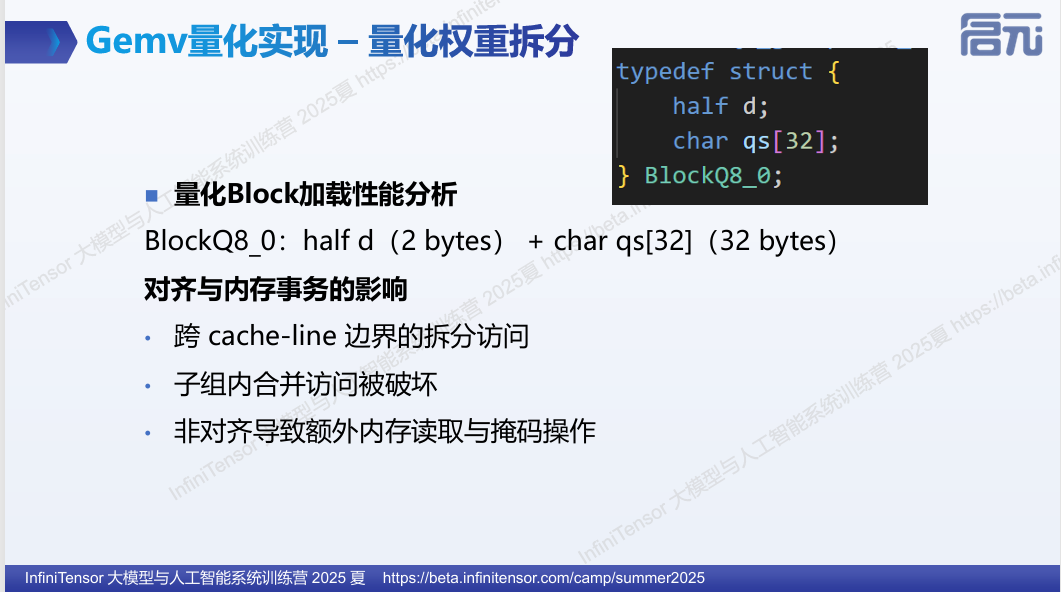 Gemv量化实现 – 量化权重拆分
启元
typedef struct {
half d;
char qs[32];
} BlockQ8_0;
量化Block加载性能分析
BlockQ8_0：half d（2 bytes） + char qs[32]（32 bytes）
对齐与内存事务的影响
跨 cache-line 边界的拆分访问
子组内合并访问被破坏
非对齐导致额外内存读取与掩码操作
InfiniTensor 大模型与人工智能系统训练营 2025夏 https://beta.infinitensor.com/camp/summer2025